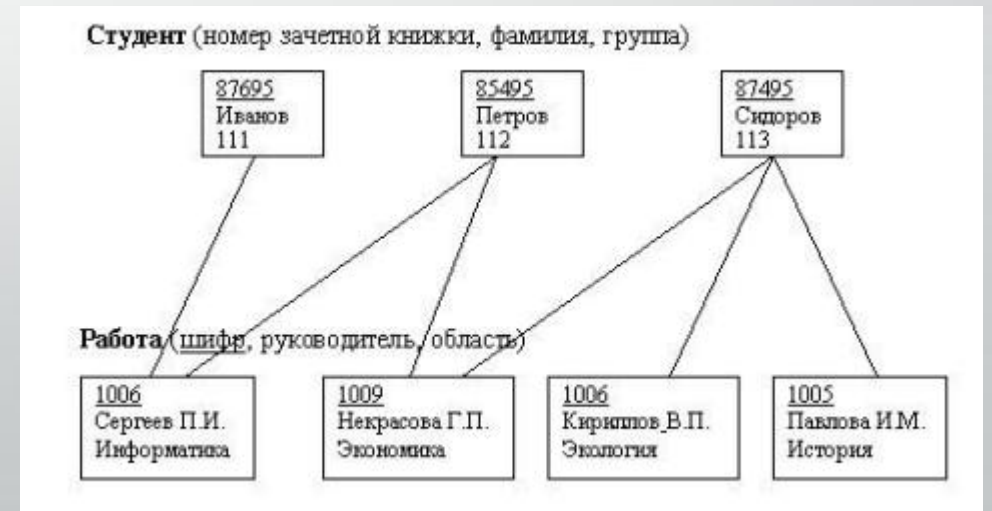 Студент (номер зачетной книжки, фамилия, группа)
87695
Иванов
111
85495
Петров
112
87495
Сидоров
113
Работа (шифр, руководитель, область)
1006
Сергеев П.И.
Информатика
1009
Некрасова Г.П.
Экономика
1006
Кириллов_В.П.
Экология
1005
Павлова И.М.
История